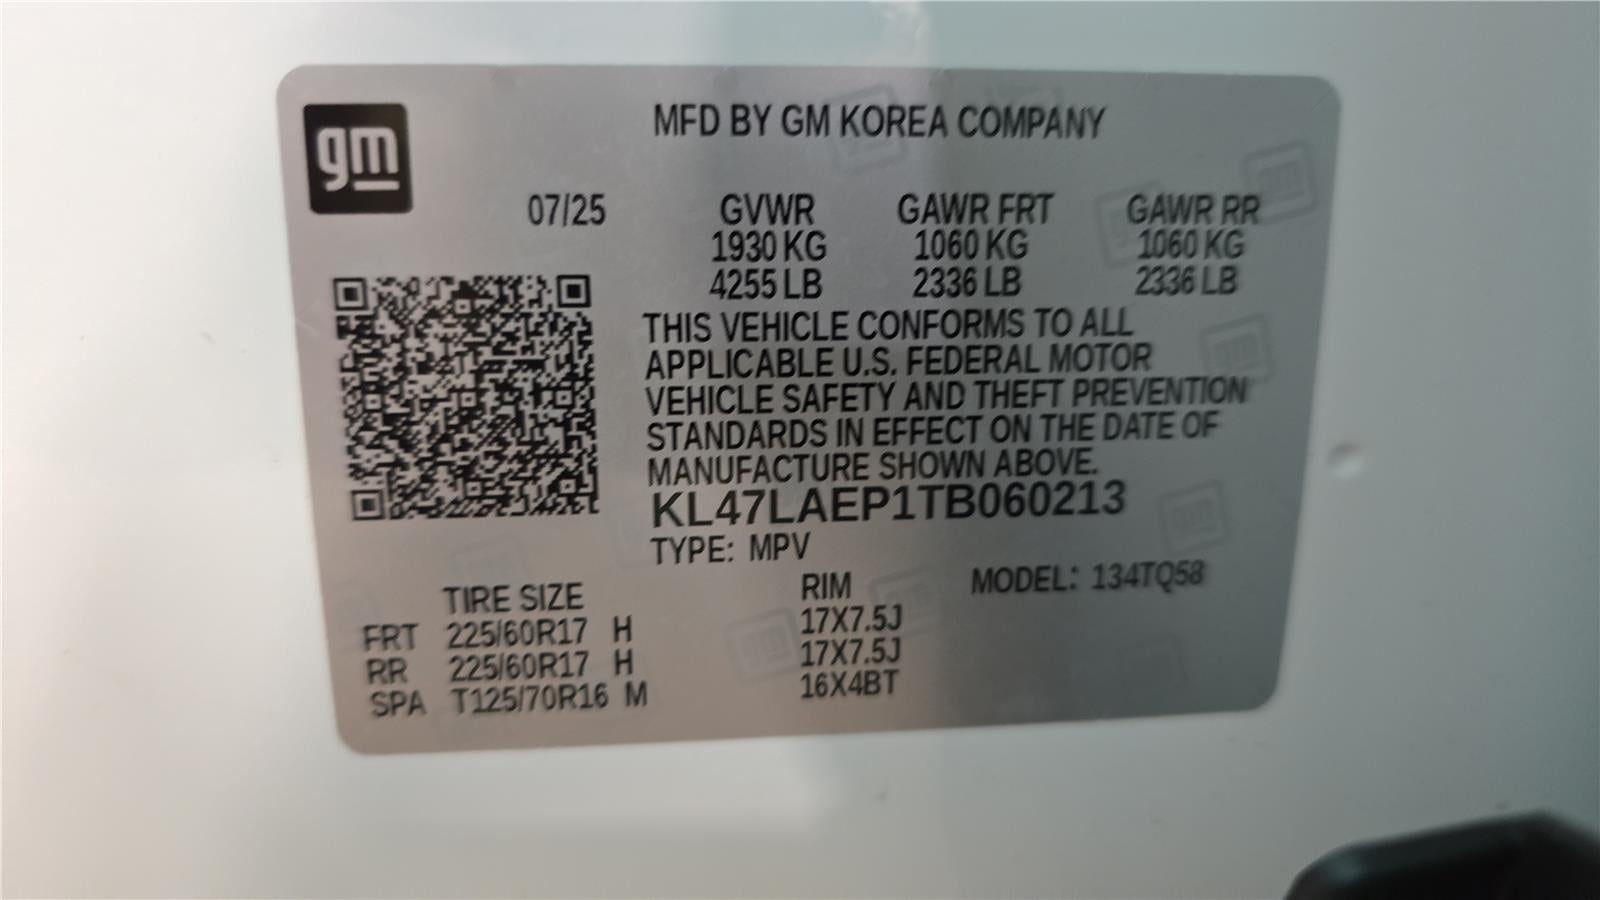 gm
MFD BY GM KOREA COMPANY
07/25 GVWR GAWR FRT GAWR RR
1930 KG 1060 KG 1060 KG
4255 LB 2336 LB 2336 LB
THIS VEHICLE CONFORMS TO ALL
APPLICABLE U.S. FEDERAL MOTOR
VEHICLE SAFETY AND THEFT PREVENTION
STANDARDS IN EFFECT ON THE DATE OF
MANUFACTURE SHOWN ABOVE.
KL47LAEP1TB060213
TYPE: MPV
TIRE SIZE RIM MODEL: 134TQ58
FRT 225/60R17 H 17X7.5J
RR 225/60R17 H 17X7.5J
SPA T125/70R16 M 16X4BT